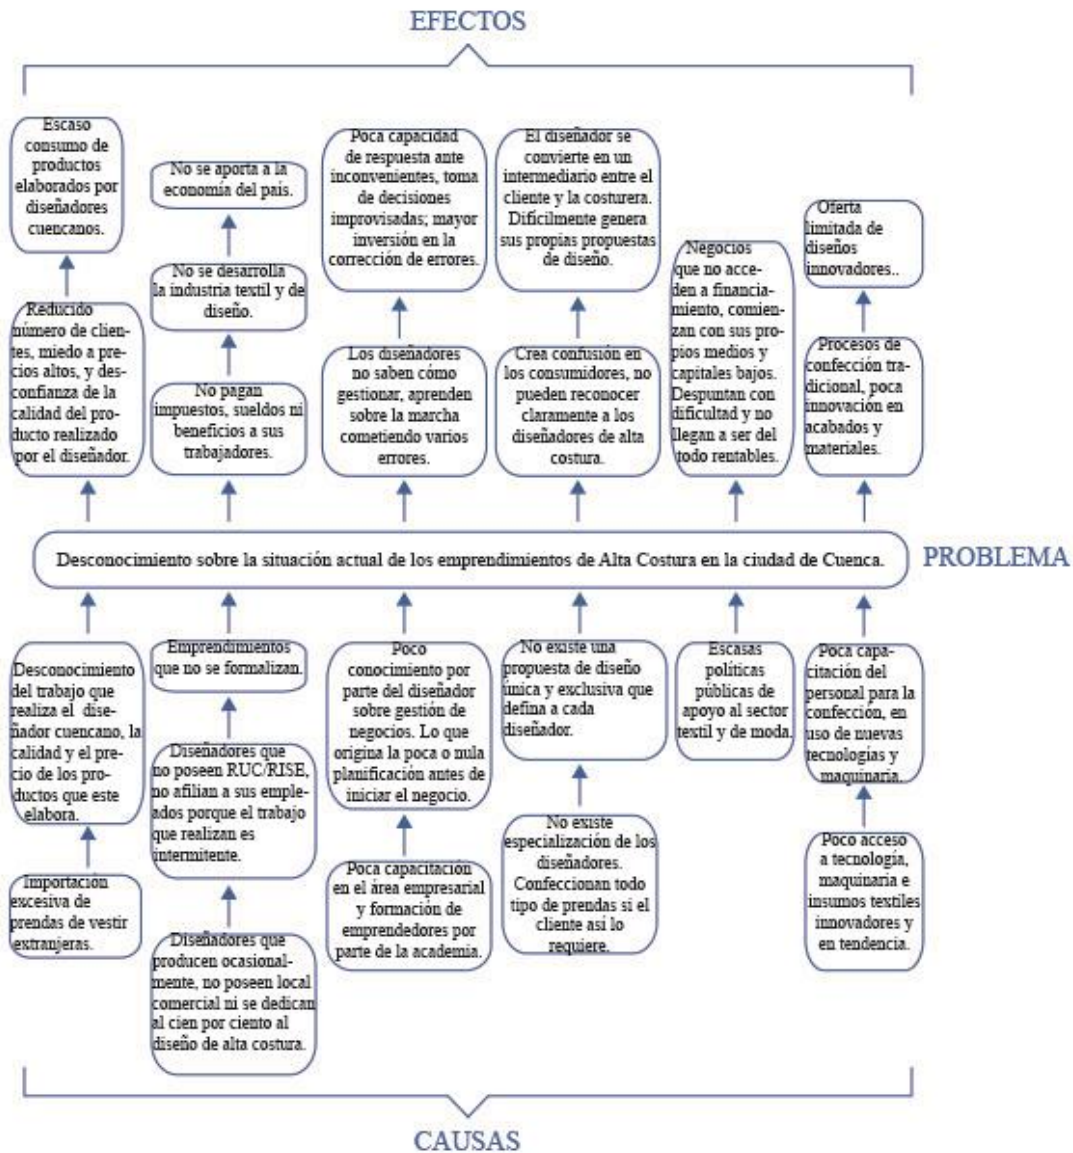 EFECTOS
Escaso
consumo de
productos
elaborados por
diseñadores
cuencanos.
Reducido
número de clien-
tes, miedo a pre-
cios altos, y des-
confianza de la
calidad del pro-
ducto realizado
por el diseñador.
No se aporta a la
economía del país.
No se desarrolla
la industria textil y de
diseño.
No pagan
impuestos, sueldos ni
beneficios a sus
trabajadores.
Poca capacidad
de respuesta ante
inconvenientes, toma
de decisiones
improvisadas; mayor
inversión en la
corrección de errores.
Los diseñadores
no saben cómo
gestionar, aprenden
sobre la marcha
cometiendo varios
errores.
El diseñador se
convierte en un
intermediario entre el
cliente y la costurera.
Dificilmente genera
sus propias propuestas
de diseño.
Crea confusión en
los consumidores, no
pueden reconocer
claramente a los
diseñadores de alta
costura.
Negocios
que no acce-
den a financia-
miento, comien-
zan con sus pro-
pios medios y
capitales bajos.
Despuntan con
dificultad y no
llegan a ser del
todo rentables.
Oferta
limitada de
diseños
innovadores..
Procesos de
confección tra-
dicional, poca
innovación en
acabados y
materiales.
Desconocimiento sobre la situación actual de los emprendimientos de Alta Costura en la ciudad de Cuenca.
PROBLEMA
Desconocimiento
del trabajo que
realiza el dise-
ñador cuencano, la
calidad y el pre-
cio de los pro-
ductos que este
elabora.
Importación
excesiva de
prendas de vestir
extranjeras.
Emprendimientos
que no se formalizan.
Diseñadores que
no poseen RUC/RISE,
no afilian a sus emple-
ados porque el trabajo
que realizan es
intermitente.
Diseñadores que
producen ocasional-
mente, no poseen local
comercial ni se dedican
al cien por ciento al
diseño de alta costura.
Poco
conocimiento por
parte del diseñador
sobre gestión de
negocios. Lo que
origina la poca o nula
planificación antes de
iniciar el negocio.
Poca capacitación
en el área empresarial
y formación de
emprendedores por
parte de la academia.
No existe una
propuesta de diseño
única y exclusiva que
defina a cada
diseñador.
No existe
especialización de los
diseñadores.
Confeccionan todo
tipo de prendas si el
cliente así lo
requiere.
Escasas
políticas
públicas de
apoyo al sector
textil y de moda.
Poca capa-
citación del
personal para la
confección, en
uso de nuevas
tecnologías y
maquinaria.
Poco acceso
a tecnología,
maquinaria e
insumos textiles
innovadores y
en tendencia.
CAUSAS